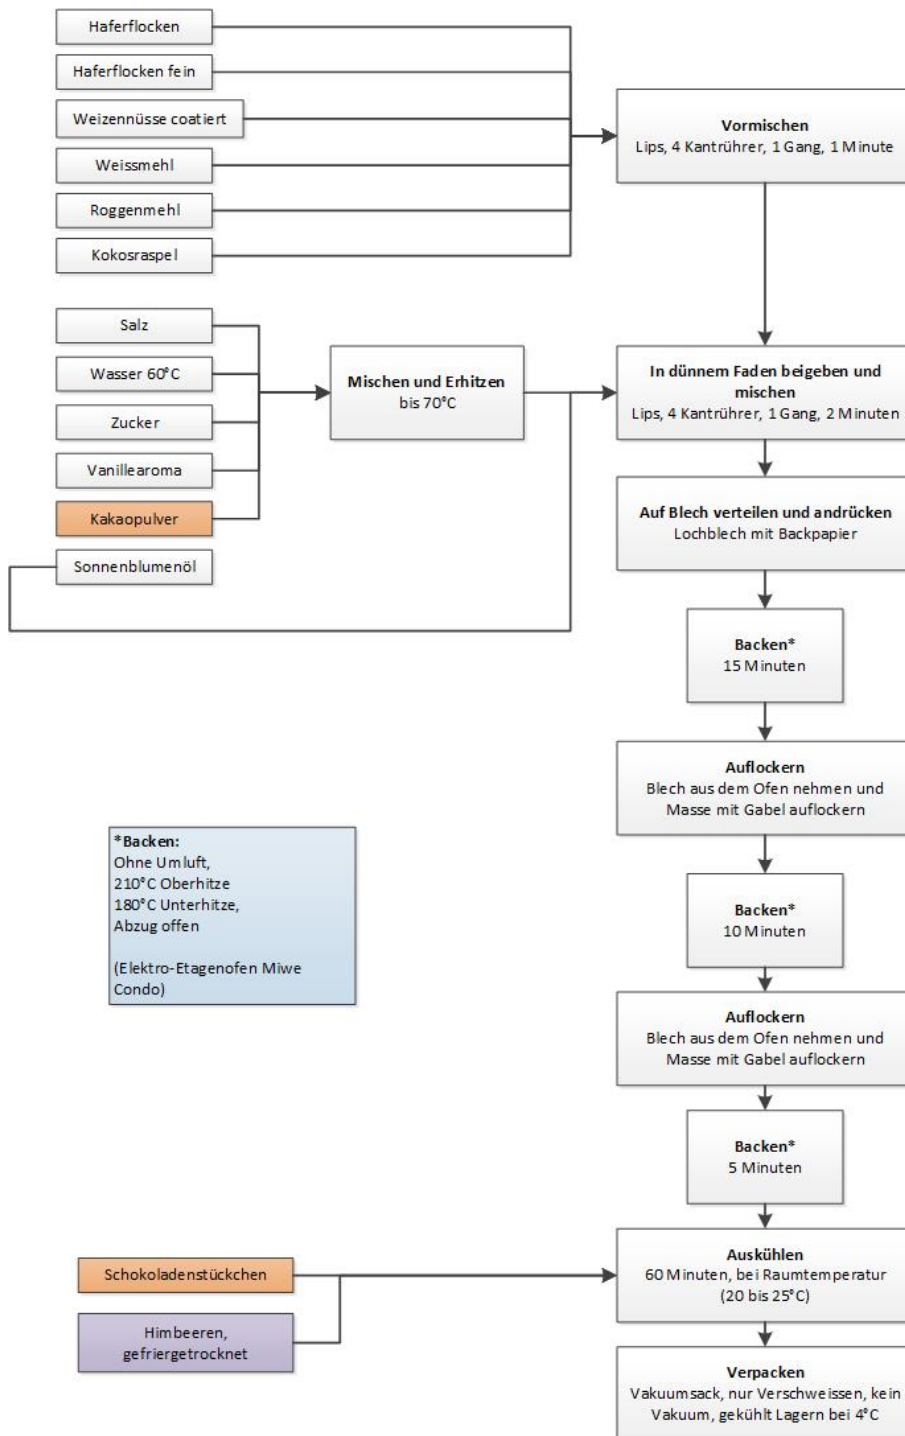 Haferflocken
Haferflocken fein
Weizennüsse coatiert
Weissmehl
Roggenmehl
Kokosraspel
Vormischen
Lips, 4 Kantrührer, 1 Gang, 1 Minute
Salz
Wasser 60°C
Zucker
Vanillearoma
Kakaopulver
Sonnenblumenöl
Mischen und Erhitzen
bis 70°C
In dünnem Faden beigeben und
mischen
Lips, 4 Kantrührer, 1 Gang, 2 Minuten
Auf Blech verteilen und andrücken
Lochblech mit Backpapier
Backen*
15 Minuten
Auflockern
Blech aus dem Ofen nehmen und
Masse mit Gabel auflockern
*Backen:
Ohne Umluft,
210°C Oberhitze
180°C Unterhitze,
Abzug offen
(Elektro-Etagenofen Miwe
Condo)
Backen*
10 Minuten
Auflockern
Blech aus dem Ofen nehmen und
Masse mit Gabel auflockern
Backen*
5 Minuten
Schokoladenstückchen
Himbeeren,
gefriergetrocknet
Auskühlen
60 Minuten, bei Raumtemperatur
(20 bis 25°C)
Verpacken
Vakuumsack, nur Verschweissen, kein
Vakuum, gekühlt Lagern bei 4°C